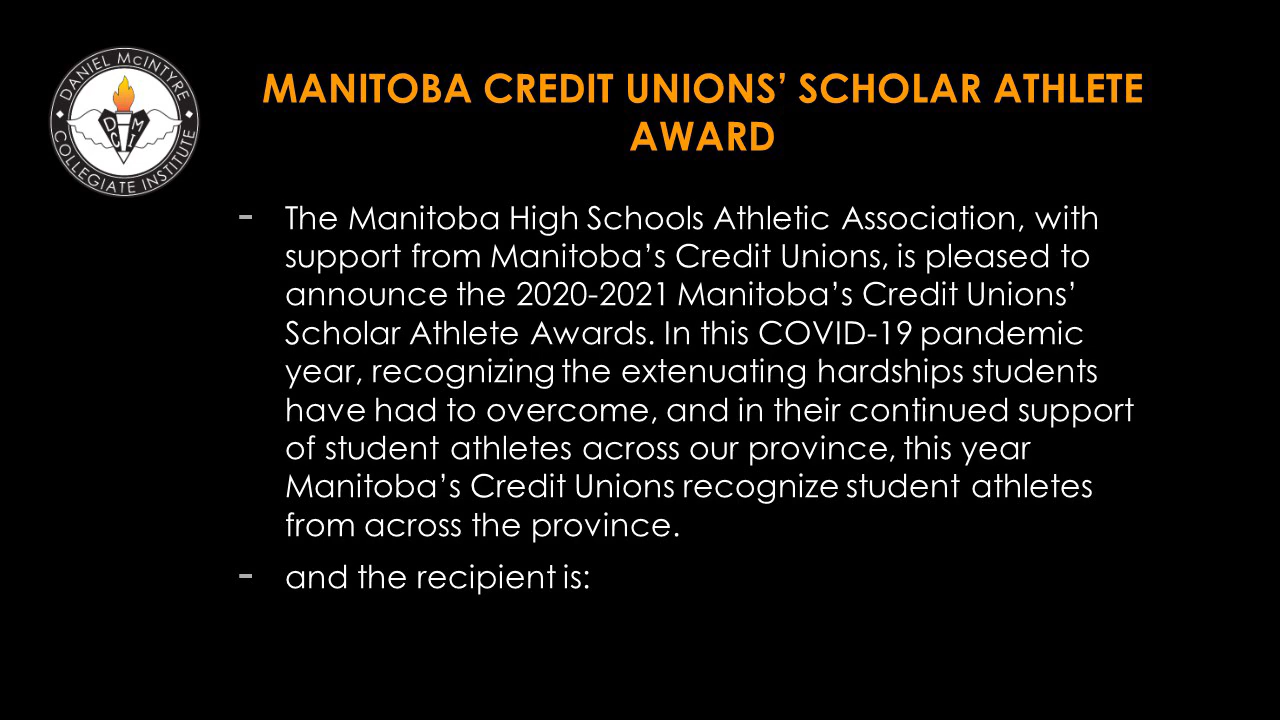 DANIEL McINTYRE
COLLEGIATE INSTITUTE
D M
C I
MANITOBA CREDIT UNIONS’ SCHOLAR ATHLETE
AWARD
- The Manitoba High Schools Athletic Association, with
support from Manitoba’s Credit Unions, is pleased to
announce the 2020-2021 Manitoba’s Credit Unions’
Scholar Athlete Awards. In this COVID-19 pandemic
year, recognizing the extenuating hardships students
have had to overcome, and in their continued support
of student athletes across our province, this year
Manitoba’s Credit Unions recognize student athletes
from across the province.
- and the recipient is: